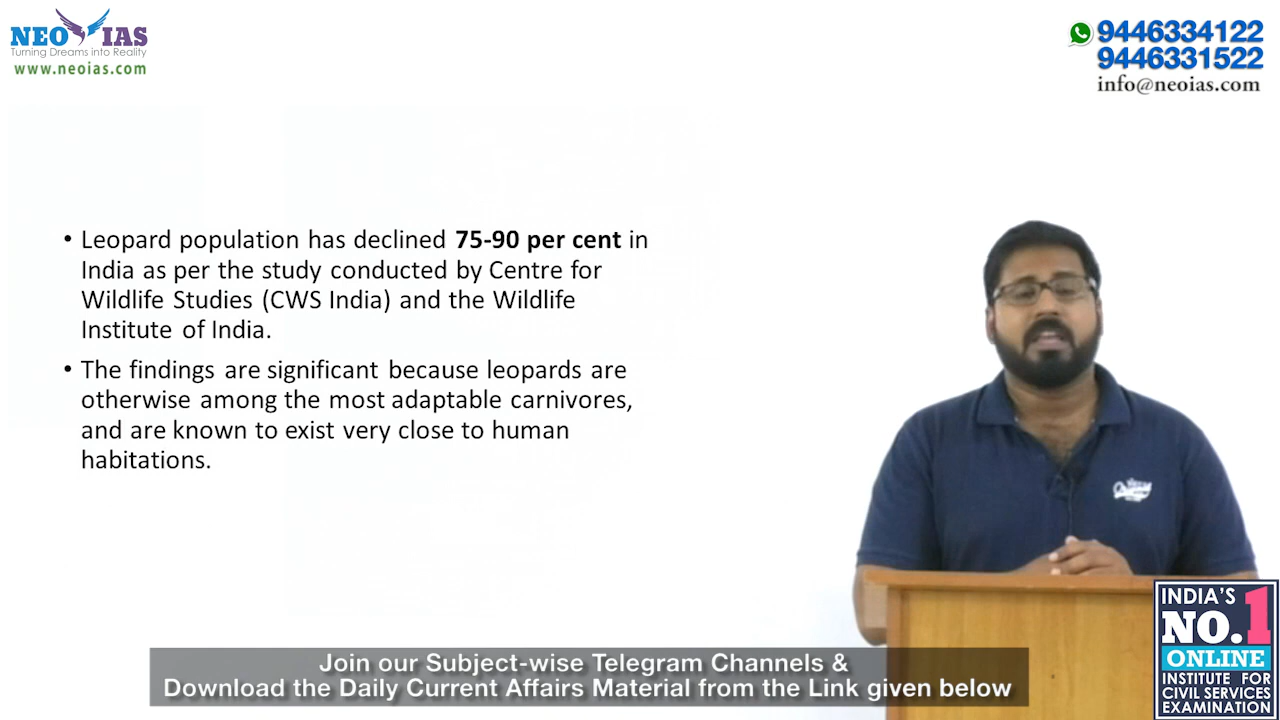 NEO IAS
Turning Dreams into Reality
www.neoias.com
9446334122
9446331522
info@neoias.com
• Leopard population has declined 75-90 per cent in
India as per the study conducted by Centre for
Wildlife Studies (CWS India) and the Wildlife
Institute of India.
• The findings are significant because leopards are
otherwise among the most adaptable carnivores,
and are known to exist very close to human
habitations.
INDIA'S
NO.1
ONLINE
INSTITUTE FOR
CIVIL SERVICES
EXAMINATION
Join our Subject-wise Telegram Channels &
Download the Daily Current Affairs Material from the Link given below